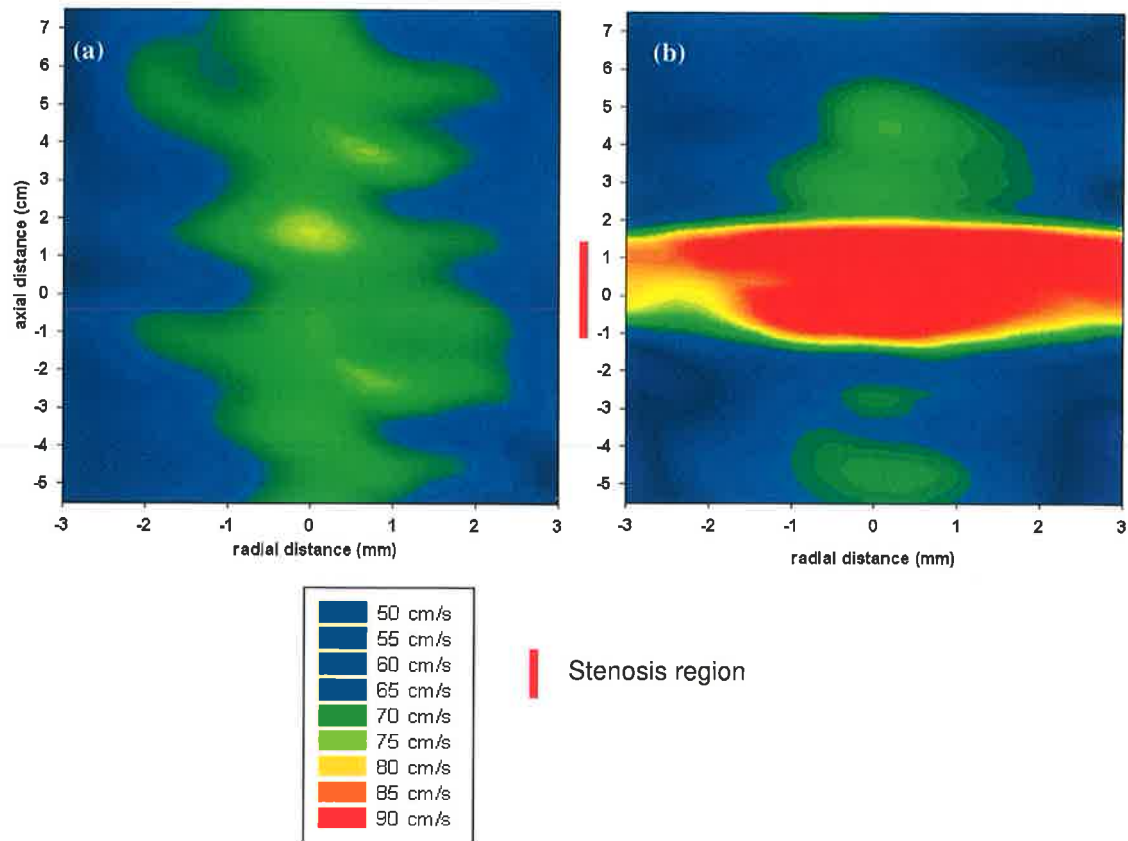 (a)
7
6
5
4
3
2
1
0
-1
-2
-3
-4
-5
axial distance (cm)
-3 -2 -1 0 1 2 3
radial distance (mm)
(b)
7
6
5
4
3
2
1
0
-1
-2
-3
-4
-5
-3 -2 -1 0 1 2 3
radial distance (mm)
50 cm/s
55 cm/s
60 cm/s
65 cm/s
70 cm/s
75 cm/s
80 cm/s
85 cm/s
90 cm/s
Stenosis region